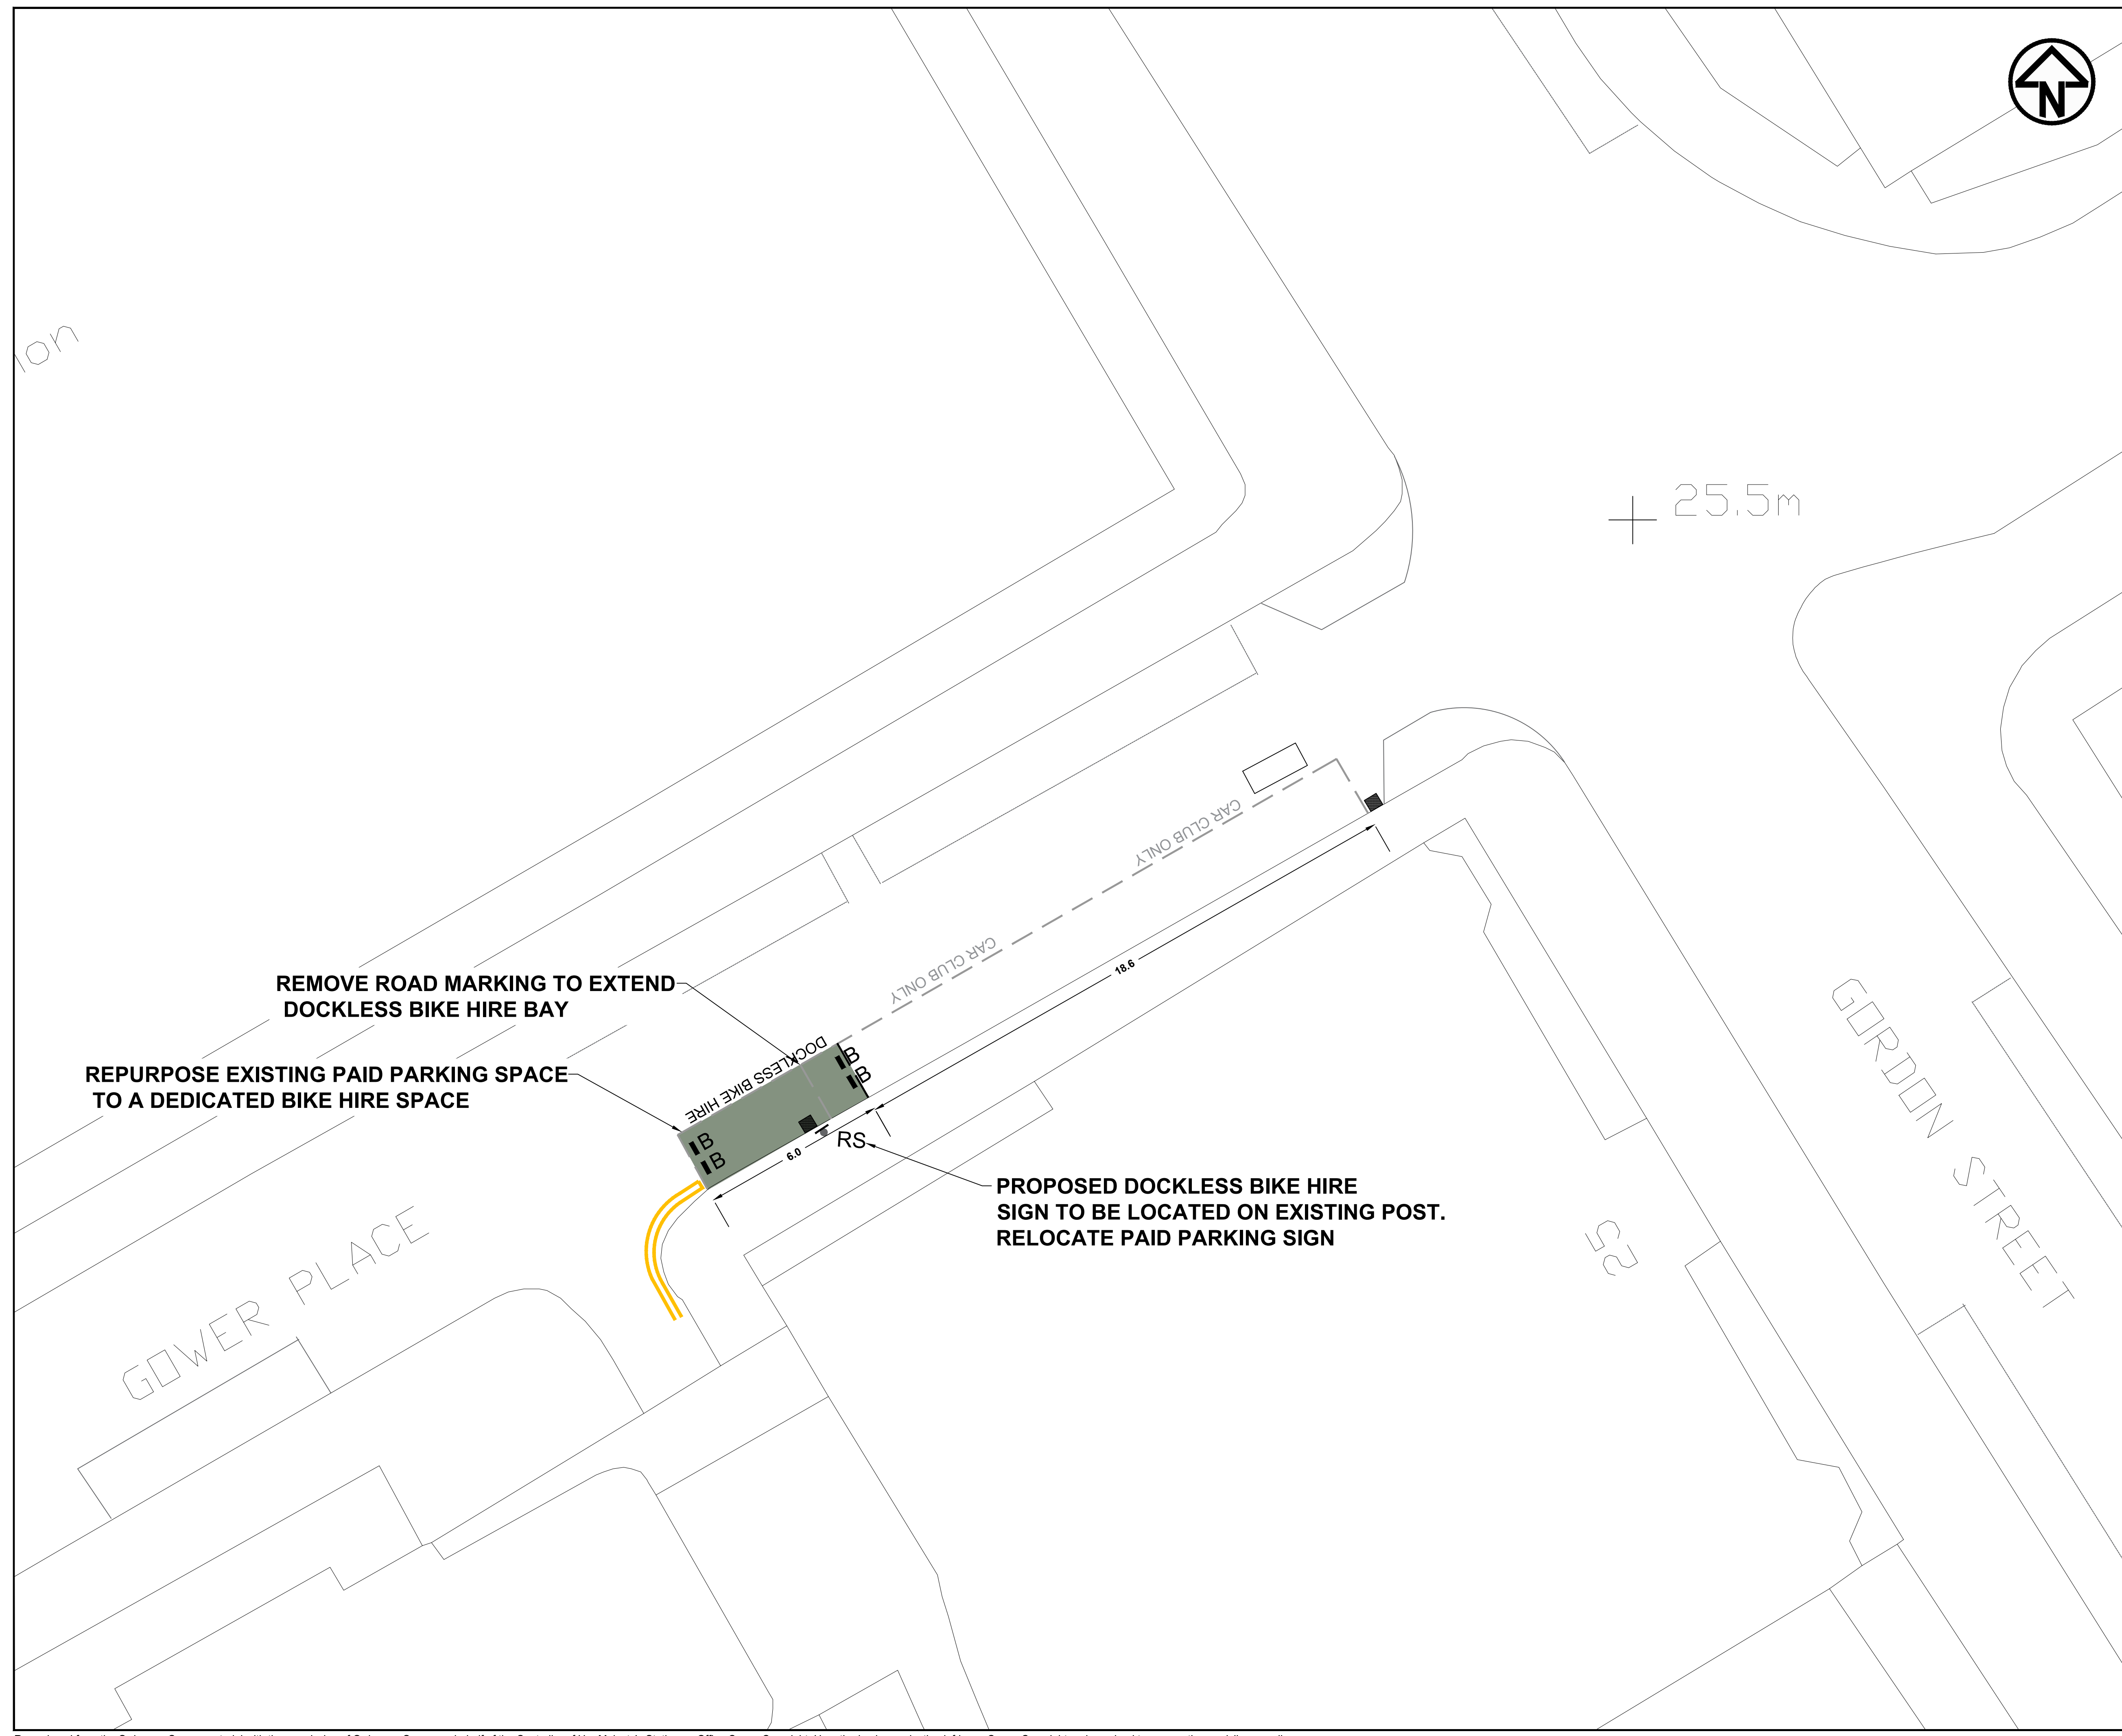 N
ion
25.5m
CAR CLUB ONLY
CAR CLUB ONLY
18.6
REMOVE ROAD MARKING TO EXTEND
DOCKLESS BIKE HIRE BAY
DOCKLESS BIKE HIRE
B
B
REPURPOSE EXISTING PAID PARKING SPACE
TO A DEDICATED BIKE HIRE SPACE
B
B
6.0
RS
PROPOSED DOCKLESS BIKE HIRE
SIGN TO BE LOCATED ON EXISTING POST.
RELOCATE PAID PARKING SIGN
GORDON STREET
GOWER PLACE